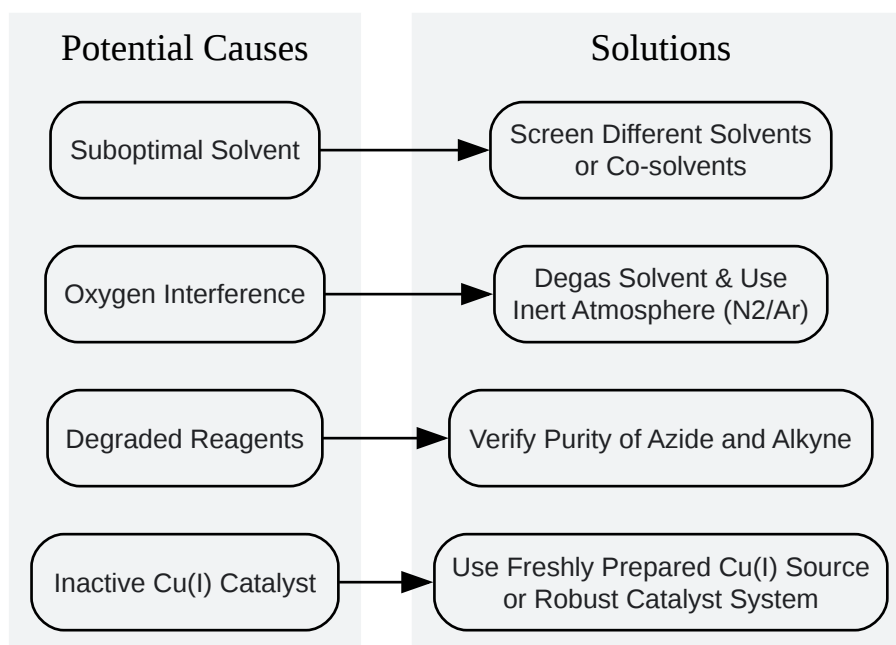 Potential Causes
Solutions
Suboptimal Solvent
Screen Different Solvents
or Co-solvents
Oxygen Interference
Degas Solvent & Use
Inert Atmosphere (N2/Ar)
Degraded Reagents
Verify Purity of Azide and Alkyne
Inactive Cu(I) Catalyst
Use Freshly Prepared Cu(I) Source
or Robust Catalyst System